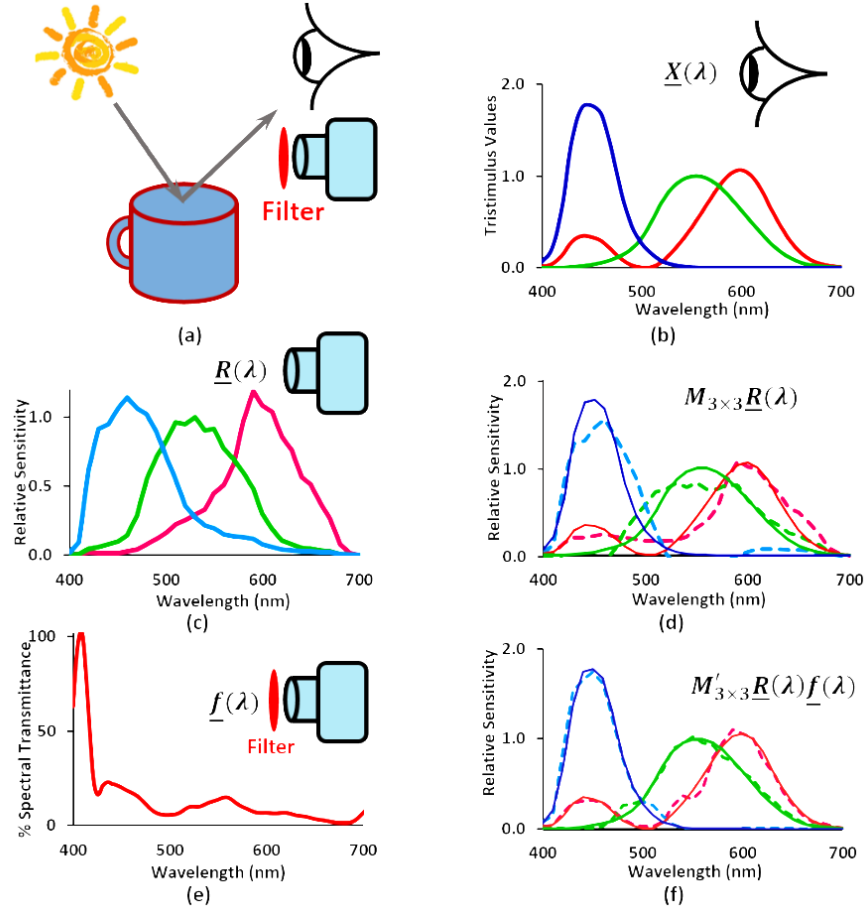 Filter
(a)
X(λ)
Tristimulus Values
2.0
1.0
0.0
400 500 600 700
Wavelength (nm)
(b)
R(λ)
Relative Sensitivity
1.0
0.5
0.0
400 500 600 700
Wavelength (nm)
(c)
M3×3R(λ)
Relative Sensitivity
2.0
1.0
0.0
400 500 600 700
Wavelength (nm)
(d)
f(λ)
Filter
% Spectral Transmittance
100
50
0
400 500 600 700
Wavelength (nm)
(e)
M′3×3R(λ)f(λ)
Relative Sensitivity
2.0
1.0
0.0
400 500 600 700
Wavelength (nm)
(f)